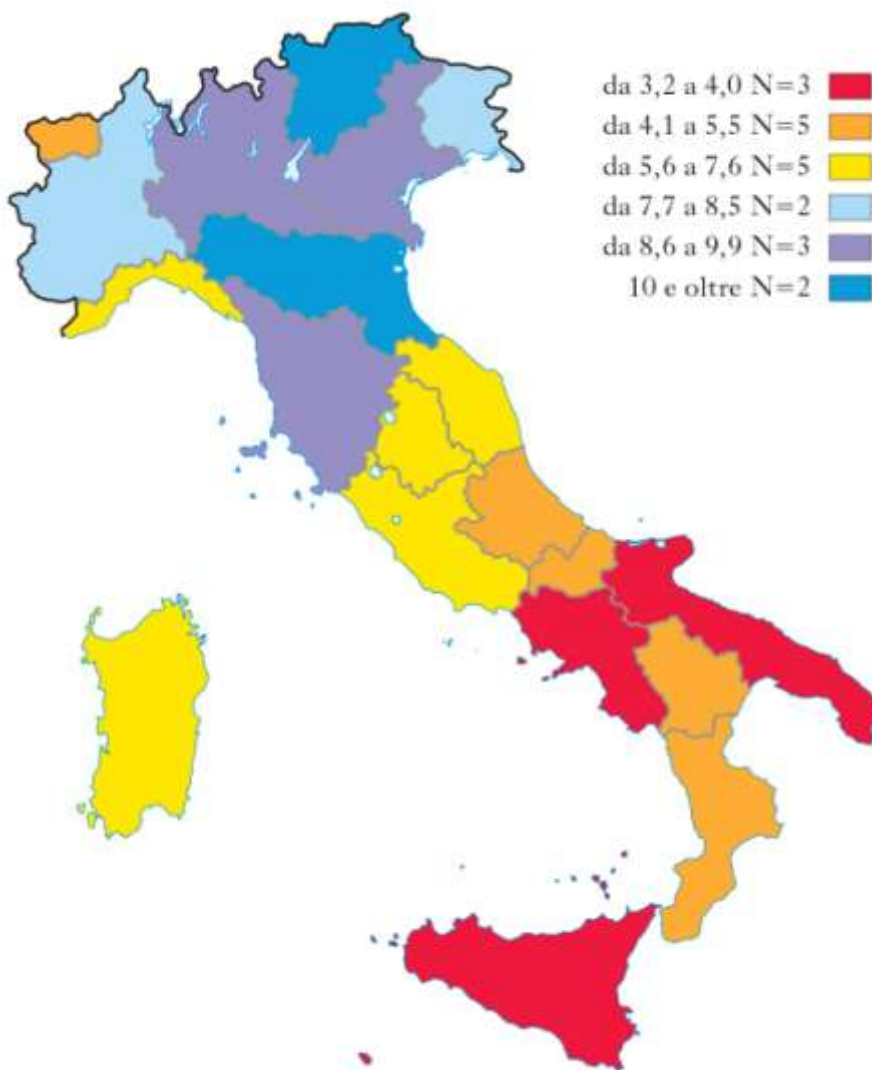 da 3,2 a 4,0 N=3
da 4,1 a 5,5 N=5
da 5,6 a 7,6 N=5
da 7,7 a 8,5 N=2
da 8,6 a 9,9 N=3
10 e oltre N=2